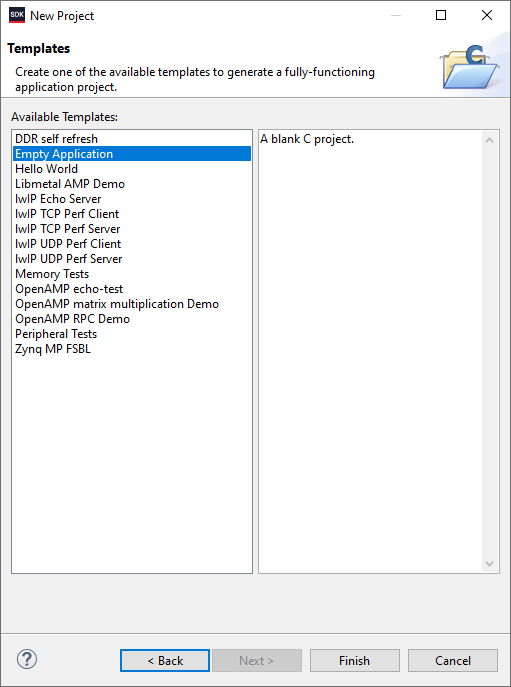 SDK New Project
Templates
Create one of the available templates to generate a fully-functioning
application project.
C
Available Templates:
DDR self refresh
Empty Application
Hello World
Libmetal AMP Demo
lwIP Echo Server
lwIP TCP Perf Client
lwIP TCP Perf Server
lwIP UDP Perf Client
lwIP UDP Perf Server
Memory Tests
OpenAMP echo-test
OpenAMP matrix multiplication Demo
OpenAMP RPC Demo
Peripheral Tests
Zynq MP FSBL
A blank C project.
?
< Back
Next >
Finish
Cancel